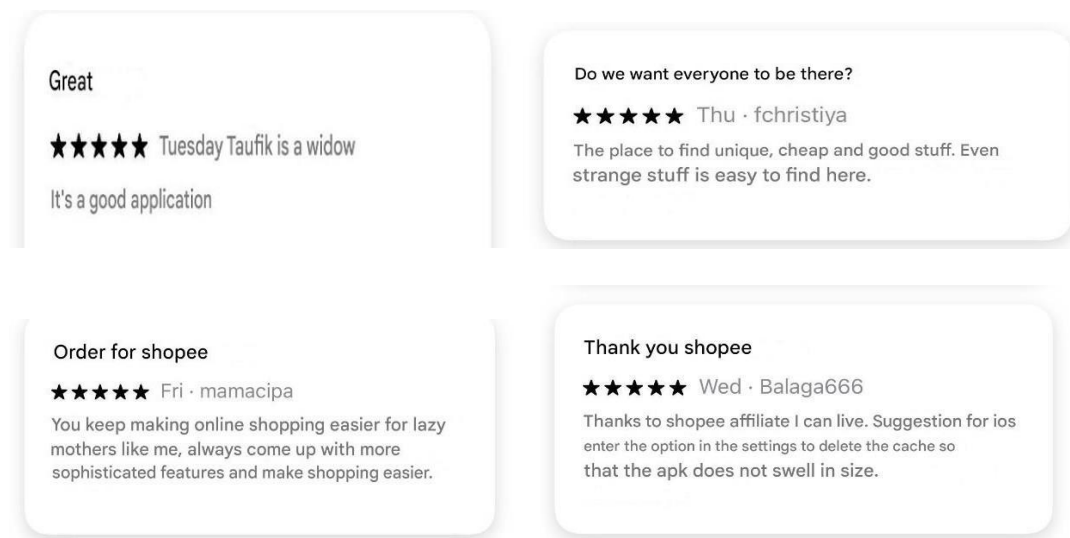 Great
★★★★★ Tuesday Taufik is a widow
It's a good application
Do we want everyone to be there?
★★★★★ Thu · fchristiya
The place to find unique, cheap and good stuff. Even
strange stuff is easy to find here.
Order for shopee
★★★★★ Fri · mamacipa
You keep making online shopping easier for lazy
mothers like me, always come up with more
sophisticated features and make shopping easier.
Thank you shopee
★★★★★ Wed · Balaga666
Thanks to shopee affiliate I can live. Suggestion for ios
enter the option in the settings to delete the cache so
that the apk does not swell in size.